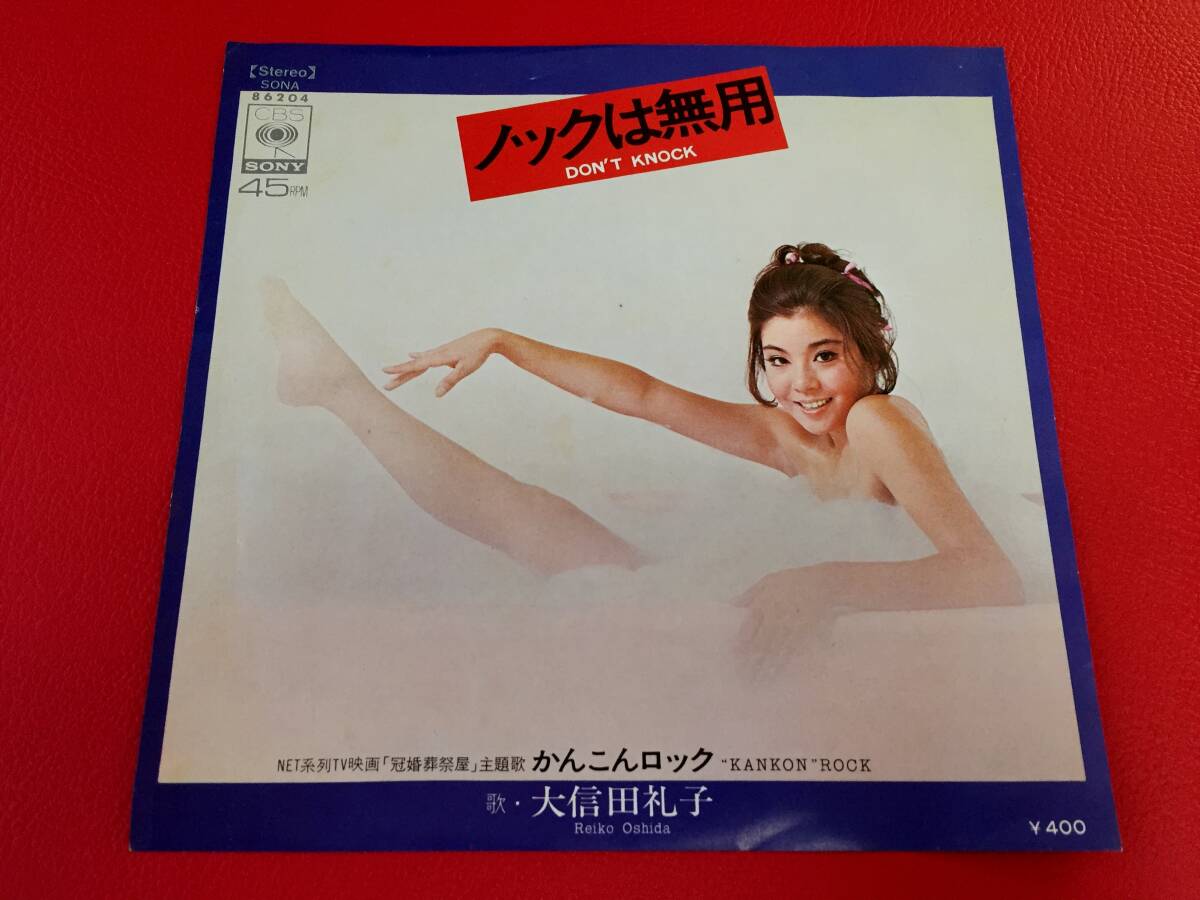 【Stereo】
SONA
86204
CBS
SONY
45RPM
ノックは無用
DON'T KNOCK
NET系列TV映画「冠婚葬祭屋」主題歌 かんこんロック "KANKON" ROCK
歌・大信田礼子
Reiko Oshida
¥400